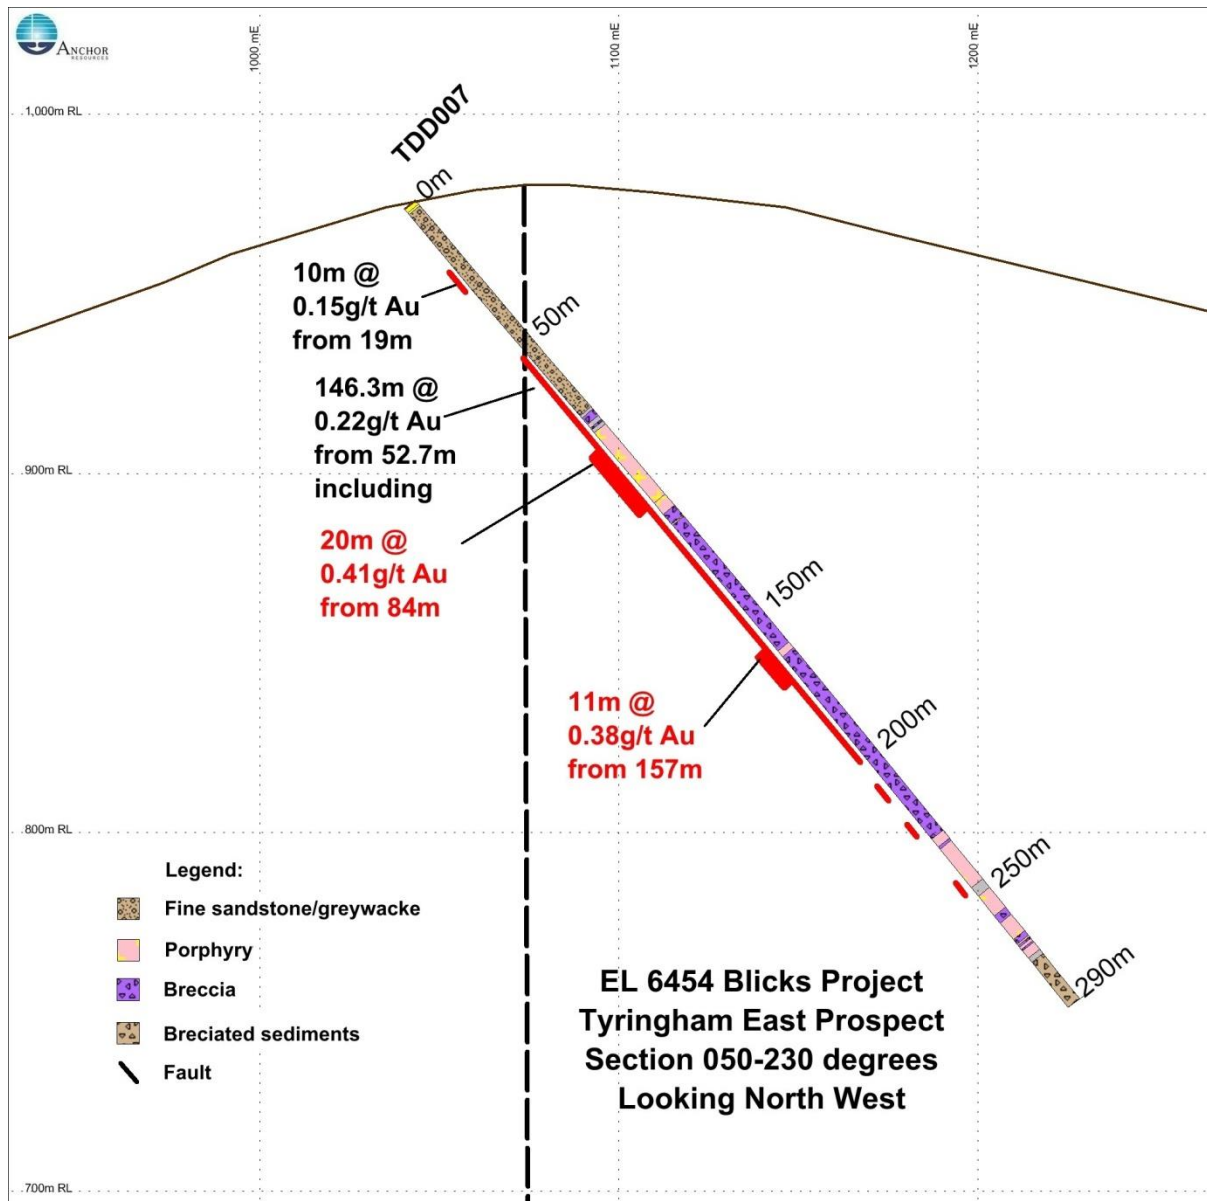 ANCHOR
RESOURCES
1000 mE
1100 mE
1200 mE
1,000m RL
TDD007
0m
10m @
0.15g/t Au
from 19m
50m
146.3m @
0.22g/t Au
from 52.7m
including
900m RL
20m @
0.41g/t Au
from 84m
150m
11m @
0.38g/t Au
from 157m
200m
800m RL
250m
290m
Legend:
Fine sandstone/greywacke
Porphyry
Breccia
Breciated sediments
Fault
EL 6454 Blicks Project
Tyringham East Prospect
Section 050-230 degrees
Looking North West
700m RL